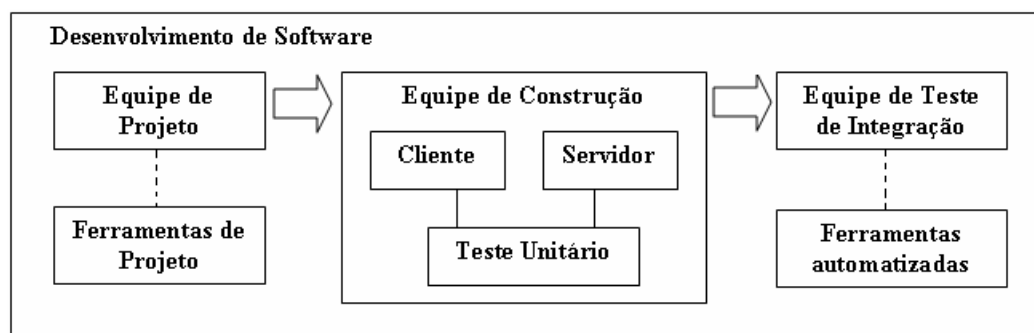 Desenvolvimento de Software
Equipe de
Projeto
Ferramentas de
Projeto
Equipe de Construção
Cliente
Servidor
Teste Unitário
Equipe de Teste
de Integração
Ferramentas
automatizadas